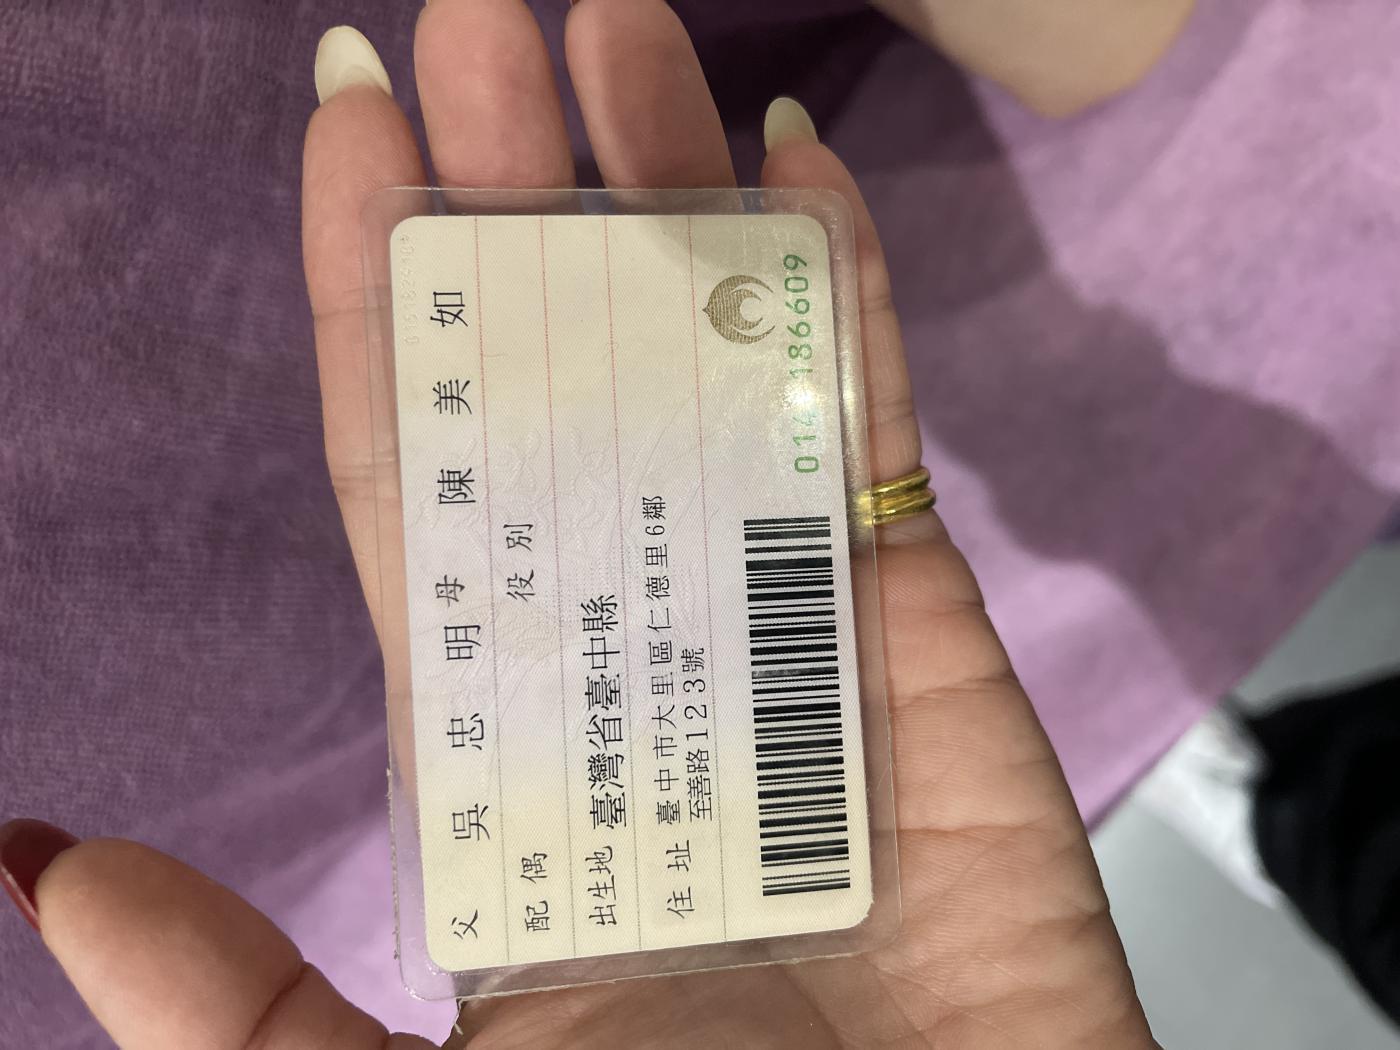 父 吳忠明 母 陳美如
配偶 役別
出生地 臺灣省臺中縣
住址 臺中市大里區仁德里6鄰
至善路123號